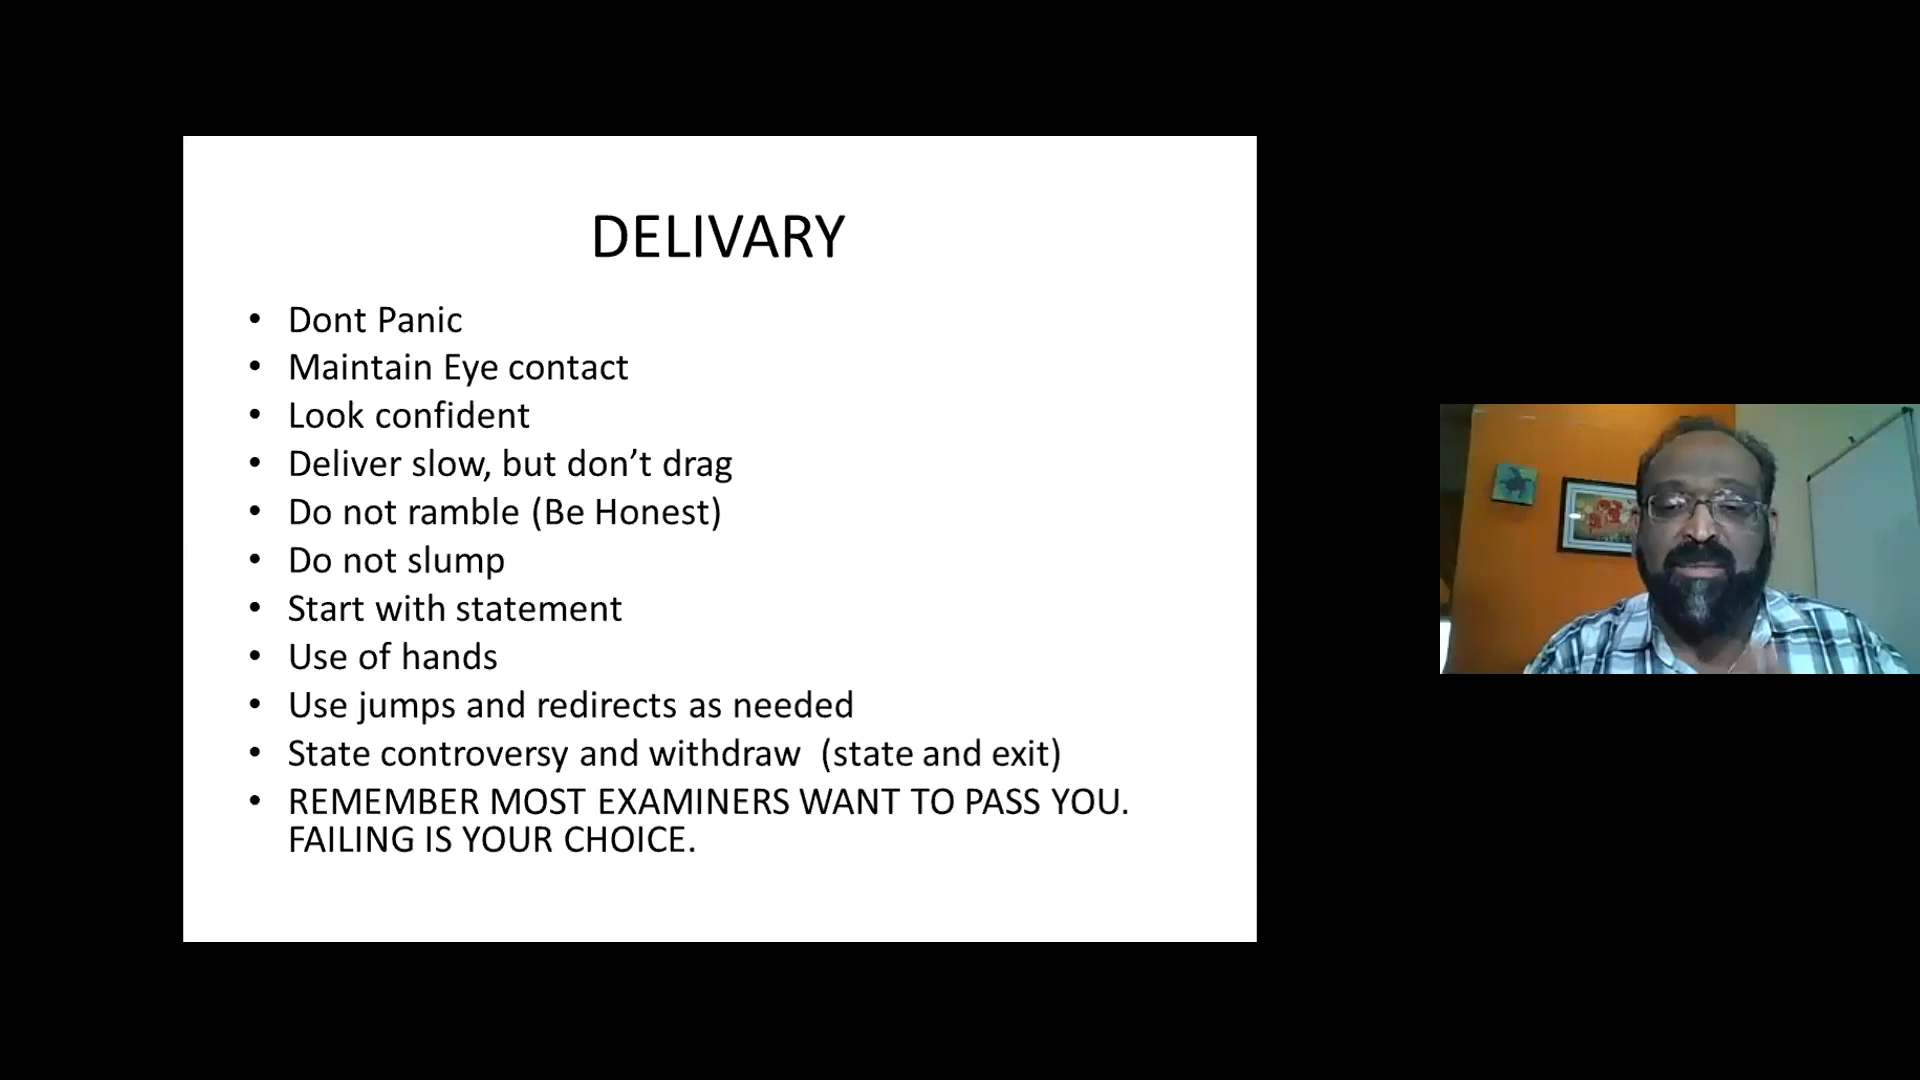 DELIVARY
• Dont Panic
• Maintain Eye contact
• Look confident
• Deliver slow, but don’t drag
• Do not ramble (Be Honest)
• Do not slump
• Start with statement
• Use of hands
• Use jumps and redirects as needed
• State controversy and withdraw  (state and exit)
• REMEMBER MOST EXAMINERS WANT TO PASS YOU.
FAILING IS YOUR CHOICE.